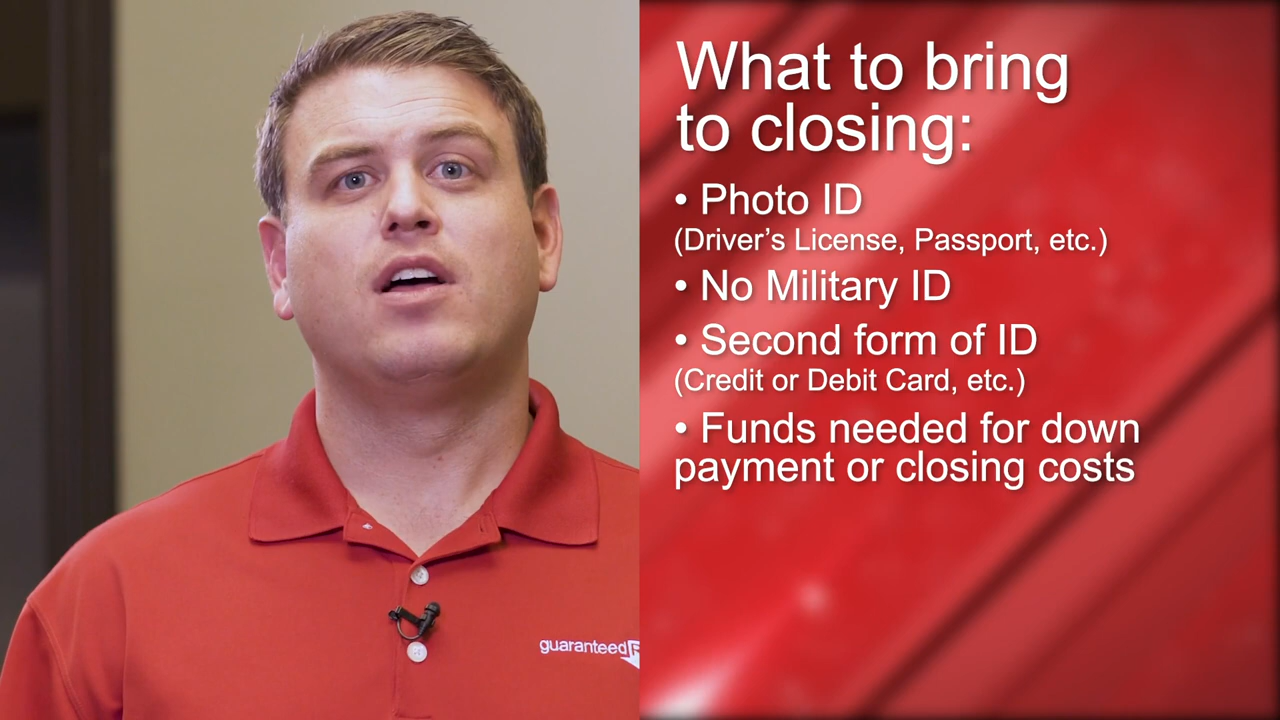 What to bring
to closing:
• Photo ID
(Driver’s License, Passport, etc.)
• No Military ID
• Second form of ID
(Credit or Debit Card, etc.)
• Funds needed for down
payment or closing costs
guaranteedR